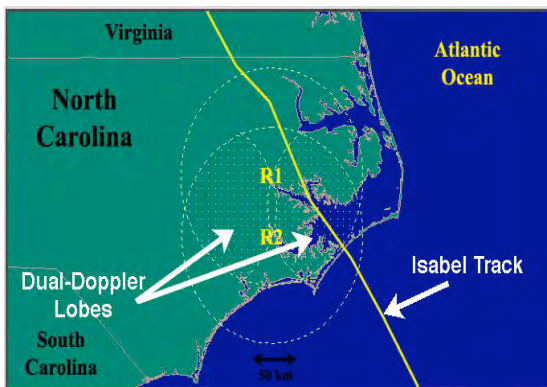 Virginia
Atlantic
Ocean
North
Carolina
R1
R2
Isabel Track
Dual-Doppler
Lobes
South
Carolina
50 km